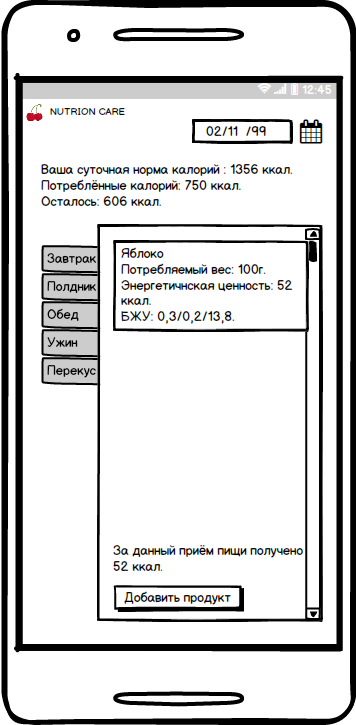 12:45
NUTRION CARE
02/11 /99
Ваша суточная норма калорий : 1356 ккал.
Потреблённые калорий: 750 ккал.
Осталось: 606 ккал.
Завтрак
Полдник
Обед
Ужин
Перекус
Яблоко
Потребляемый вес: 100г.
Энергетичнская ценность: 52
ккал.
БЖУ: 0,3/0,2/13,8.
За данный приём пищи получено
52 ккал.
Добавить продукт